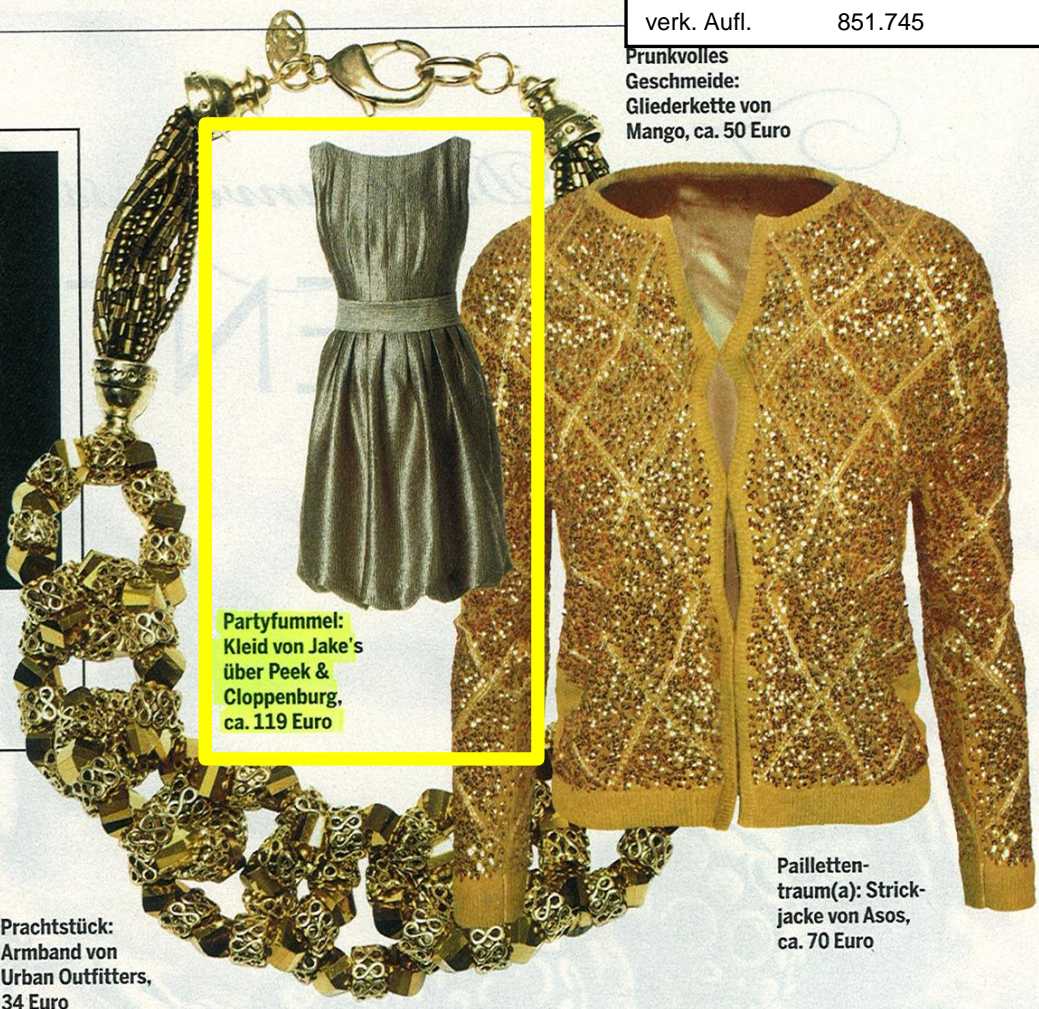 verk. Aufl. 851.745
Prunkvolles
Geschmeide:
Gliederkette von
Mango, ca. 50 Euro
Partyfummel:
Kleid von Jake's
über Peek &
Cloppenburg,
ca. 119 Euro
Pailletten-
traum(a): Strick-
jacke von Asos,
ca. 70 Euro
Prachtstück:
Armband von
Urban Outfitters,
34 Euro